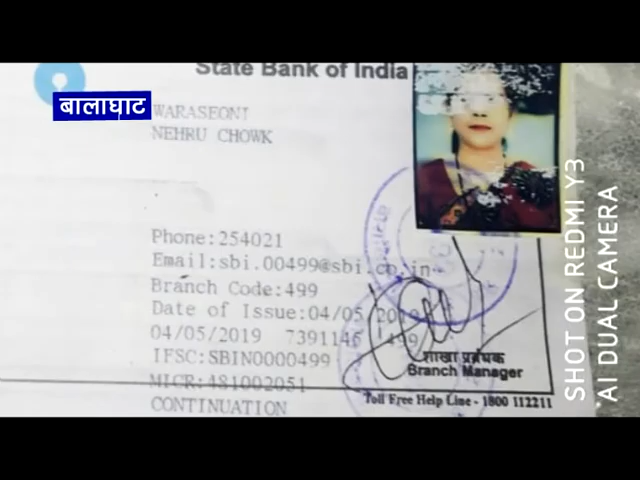 State Bank of India
बालाघाट
WARASEONI
NEHRU CHOWK
Phone:254021
Email:sbi.00499@sbi.co.in
Branch Code:499
Date of Issue:04/05/2019
04/05/2019 7391146 499
IFSC:SBIN0000499
शाखा प्रबंधक
Branch Manager
MICR:481002051
Toll Free Help Line - 1800 112211
CONTINUATION
SHOT ON REDMI Y3
AI DUAL CAMERA